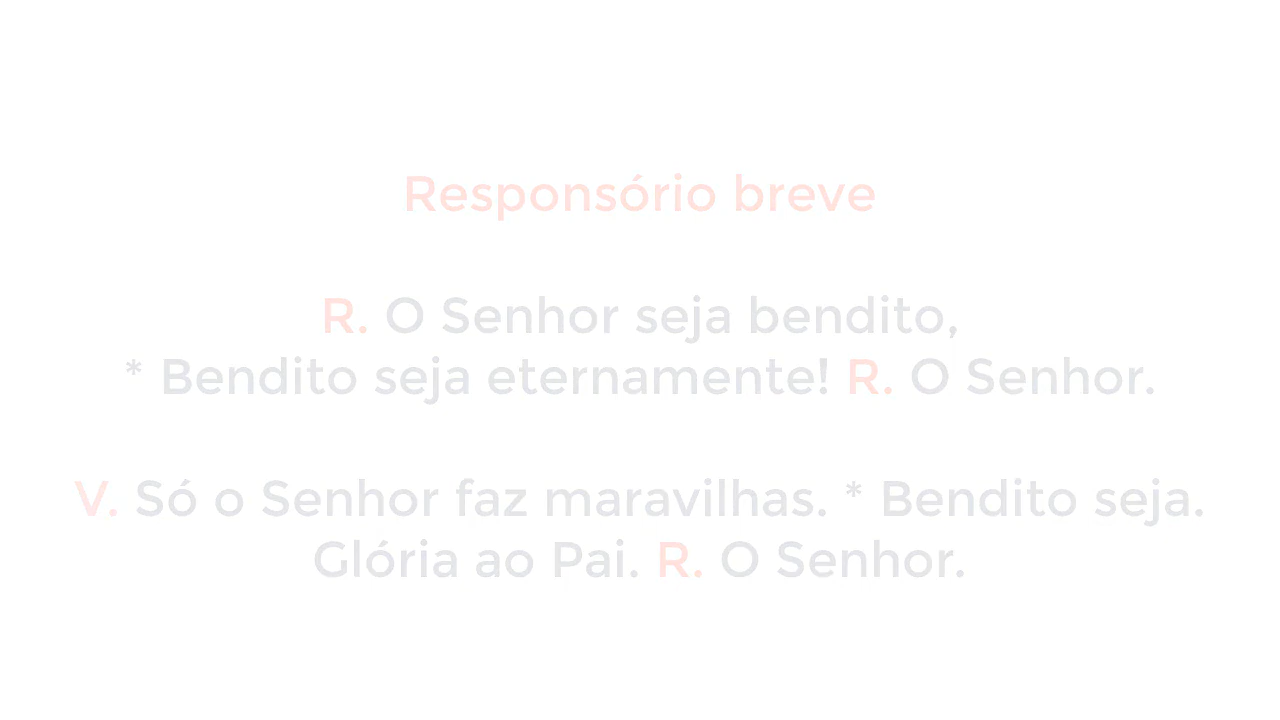 Responsório breve
R. O Senhor seja bendito,
* Bendito seja eternamente! R. O Senhor.
V. Só o Senhor faz maravilhas. * Bendito seja.
Glória ao Pai. R. O Senhor.